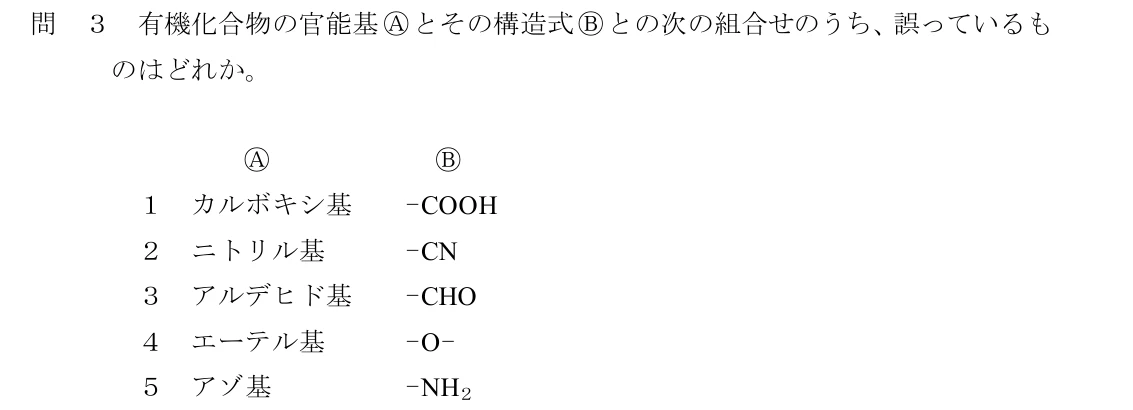 問 3 有機化合物の官能基Ⓐとその構造式Ⓑとの次の組合せのうち、誤っているも
のはどれか。
Ⓐ Ⓑ
1 カルボキシ基 -COOH
2 ニトリル基 -CN
3 アルデヒド基 -CHO
4 エーテル基 -O-
5 アゾ基 -NH₂